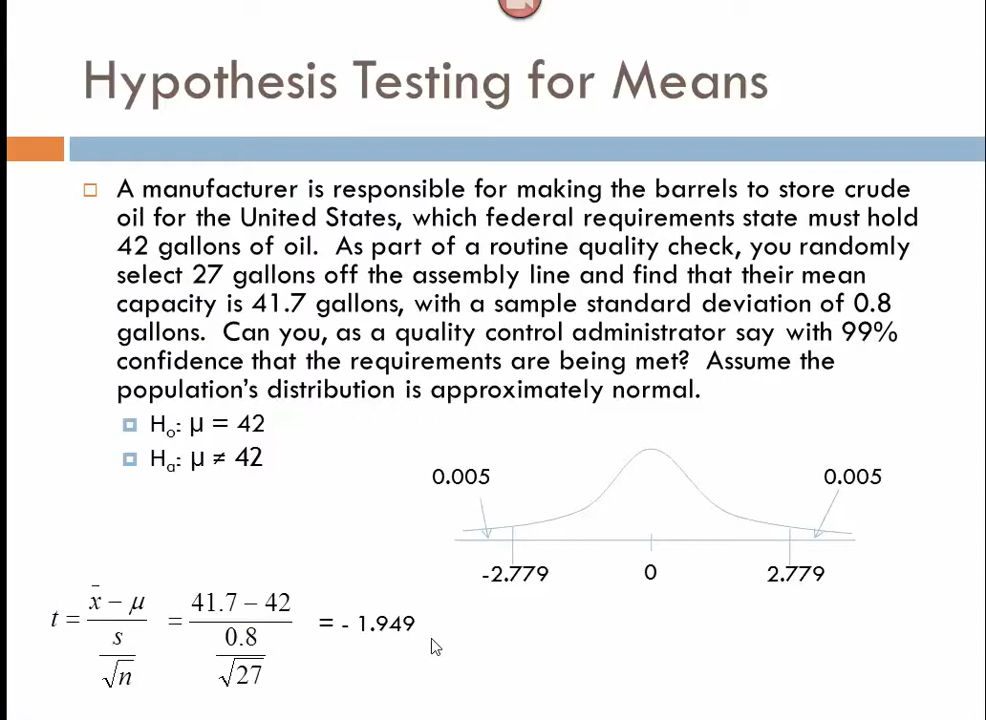 Hypothesis Testing for Means
A manufacturer is responsible for making the barrels to store crude
oil for the United States, which federal requirements state must hold
42 gallons of oil. As part of a routine quality check, you randomly
select 27 gallons off the assembly line and find that their mean
capacity is 41.7 gallons, with a sample standard deviation of 0.8
gallons. Can you, as a quality control administrator say with 99%
confidence that the requirements are being met? Assume the
population's distribution is approximately normal.
H₀: μ = 42
Hₐ: μ ≠ 42
0.005 0.005
-2.779 0 2.779
t = (x̄ − μ) / (s / √n) = (41.7 − 42) / (0.8 / √27) = - 1.949